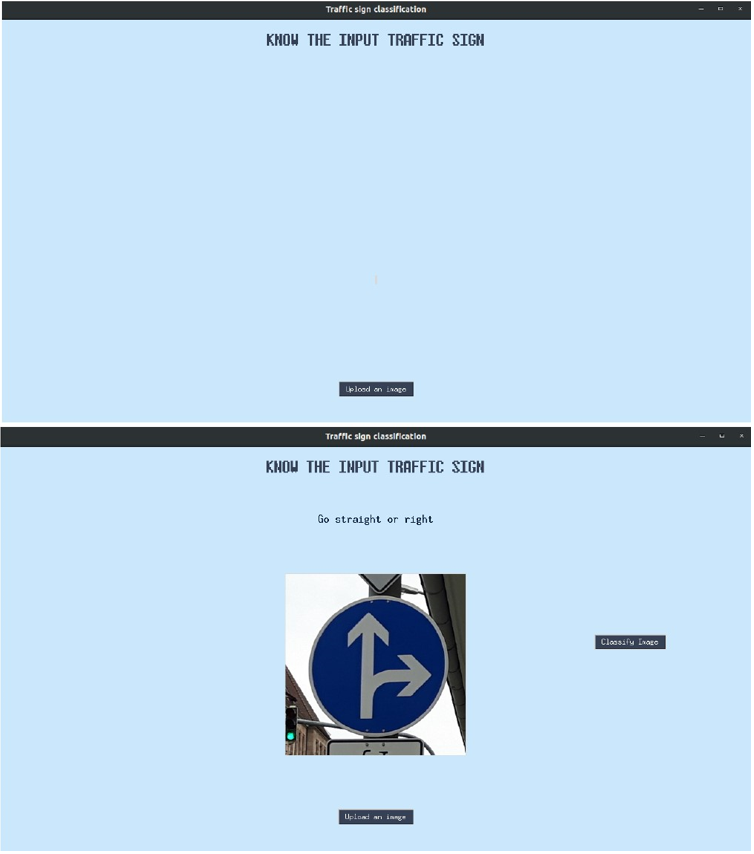 Traffic sign classification
KNOW THE INPUT TRAFFIC SIGN
Upload an image
Traffic sign classification
KNOW THE INPUT TRAFFIC SIGN
Go straight or right
Classify Image
Upload an image